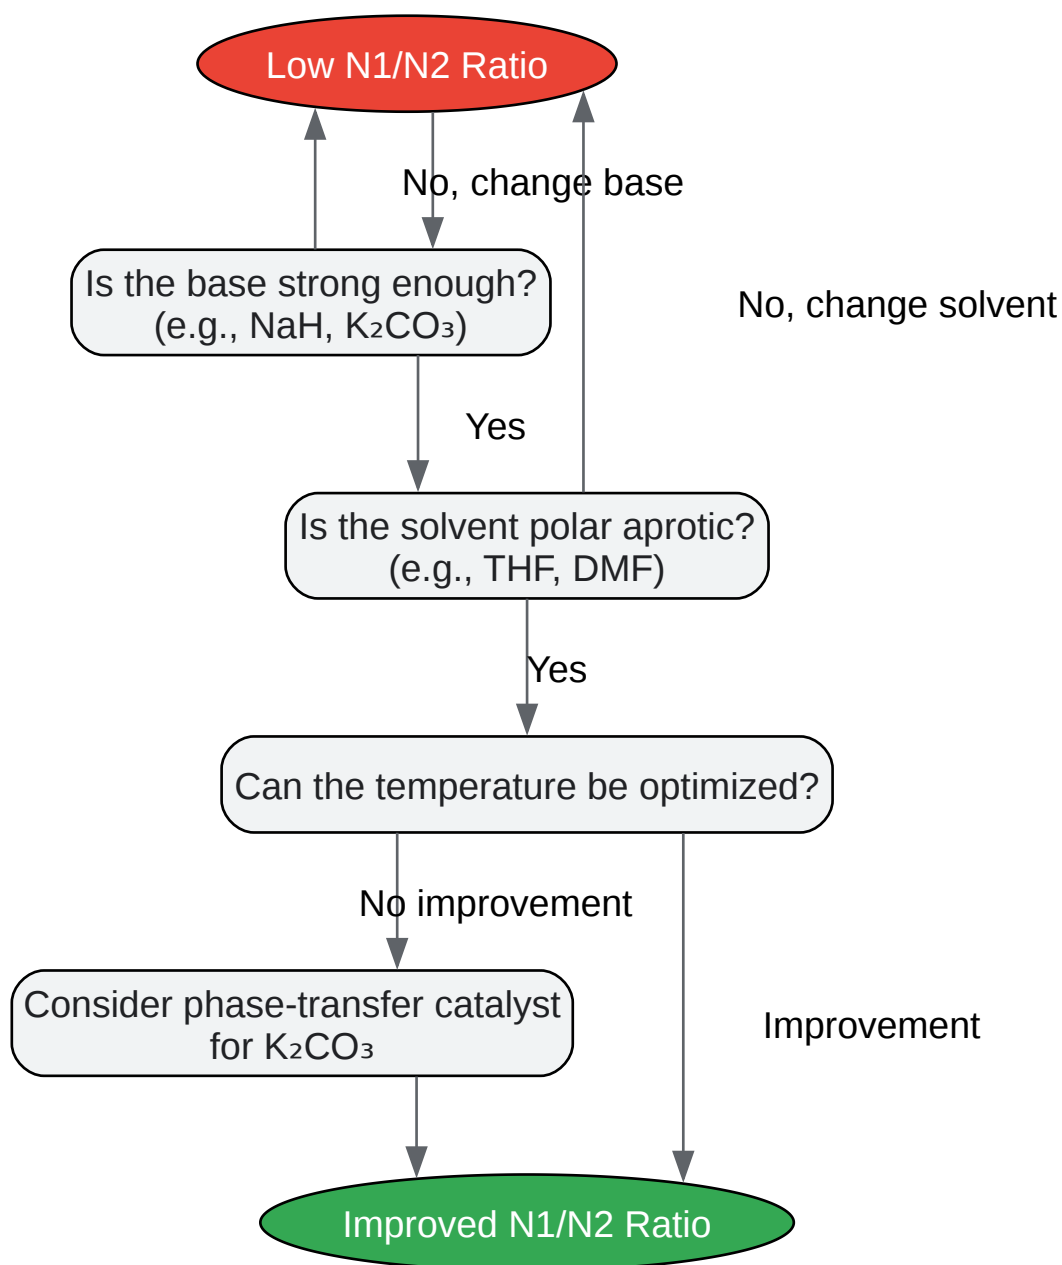 Low N1/N2 Ratio
No, change base
Is the base strong enough?
(e.g., NaH, K₂CO₃)
No, change solvent
Yes
Is the solvent polar aprotic?
(e.g., THF, DMF)
Yes
Can the temperature be optimized?
No improvement
Consider phase-transfer catalyst
for K₂CO₃
Improvement
Improved N1/N2 Ratio